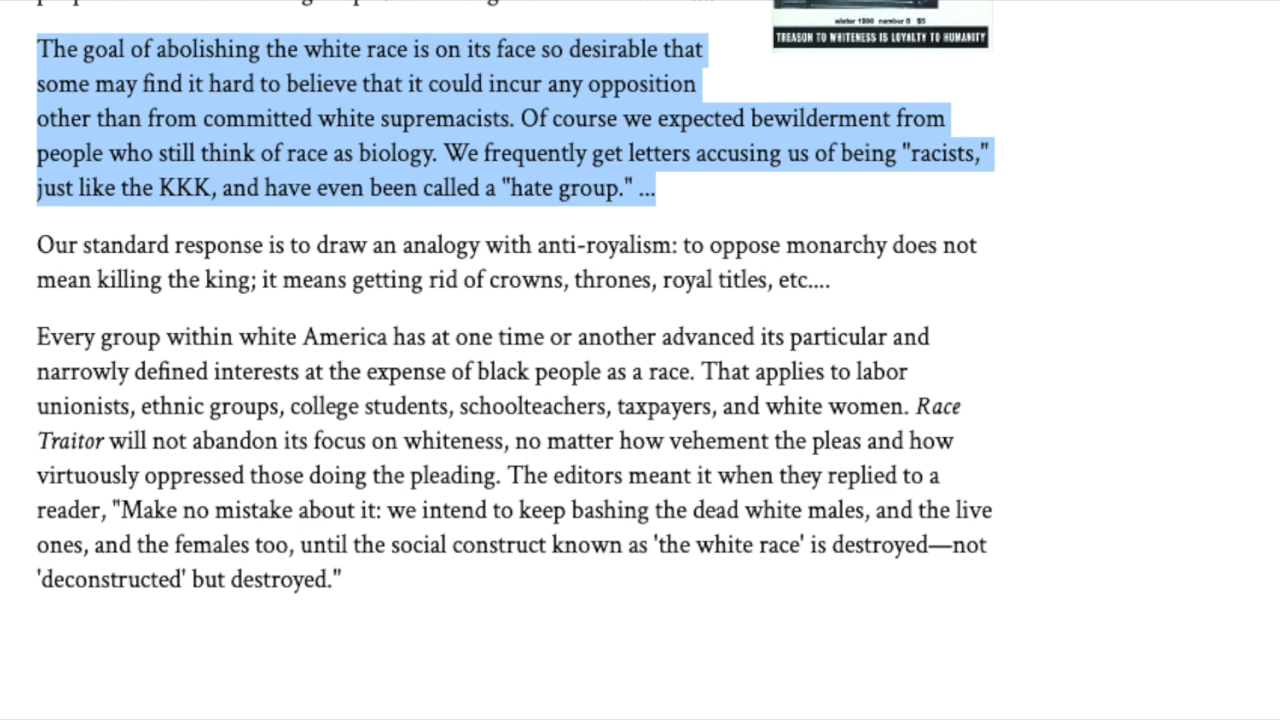 winter 1996 number 6 $5
TREASON TO WHITENESS IS LOYALTY TO HUMANITY
The goal of abolishing the white race is on its face so desirable that
some may find it hard to believe that it could incur any opposition
other than from committed white supremacists. Of course we expected bewilderment from
people who still think of race as biology. We frequently get letters accusing us of being "racists,"
just like the KKK, and have even been called a "hate group." ...
Our standard response is to draw an analogy with anti-royalism: to oppose monarchy does not
mean killing the king; it means getting rid of crowns, thrones, royal titles, etc....
Every group within white America has at one time or another advanced its particular and
narrowly defined interests at the expense of black people as a race. That applies to labor
unionists, ethnic groups, college students, schoolteachers, taxpayers, and white women. Race
Traitor will not abandon its focus on whiteness, no matter how vehement the pleas and how
virtuously oppressed those doing the pleading. The editors meant it when they replied to a
reader, "Make no mistake about it: we intend to keep bashing the dead white males, and the live
ones, and the females too, until the social construct known as 'the white race' is destroyed—not
'deconstructed' but destroyed."